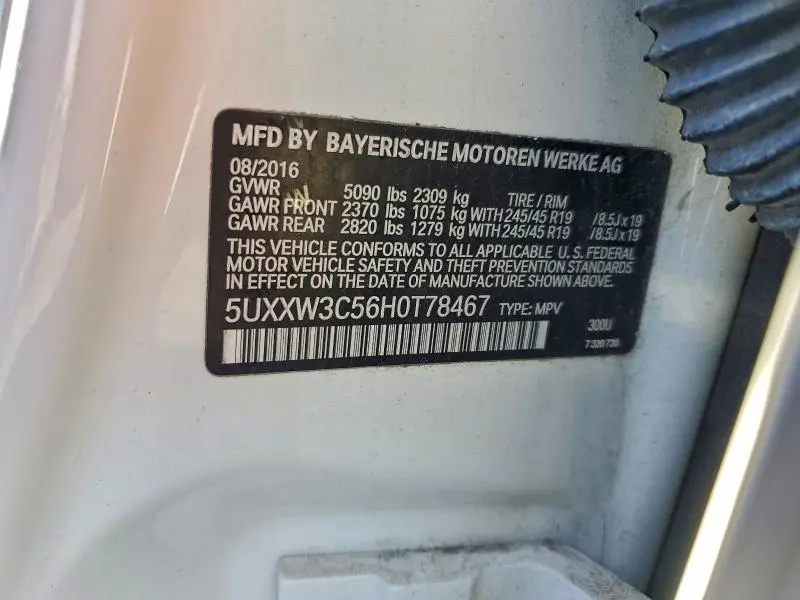 MFD BY BAYERISCHE MOTOREN WERKE AG
08/2016
GVWR 5090 lbs 2309 kg TIRE / RIM
GAWR FRONT 2370 lbs 1075 kg WITH 245/45 R19 /8.5J x 19
GAWR REAR 2820 lbs 1279 kg WITH 245/45 R19 /8.5J x 19
THIS VEHICLE CONFORMS TO ALL APPLICABLE U. S. FEDERAL
MOTOR VEHICLE SAFETY AND THEFT PREVENTION STANDARDS
IN EFFECT ON THE DATE OF MANUFACTURE SHOWN ABOVE.
5UXXW3C56H0T78467 TYPE: MPV
300U
7 320 730